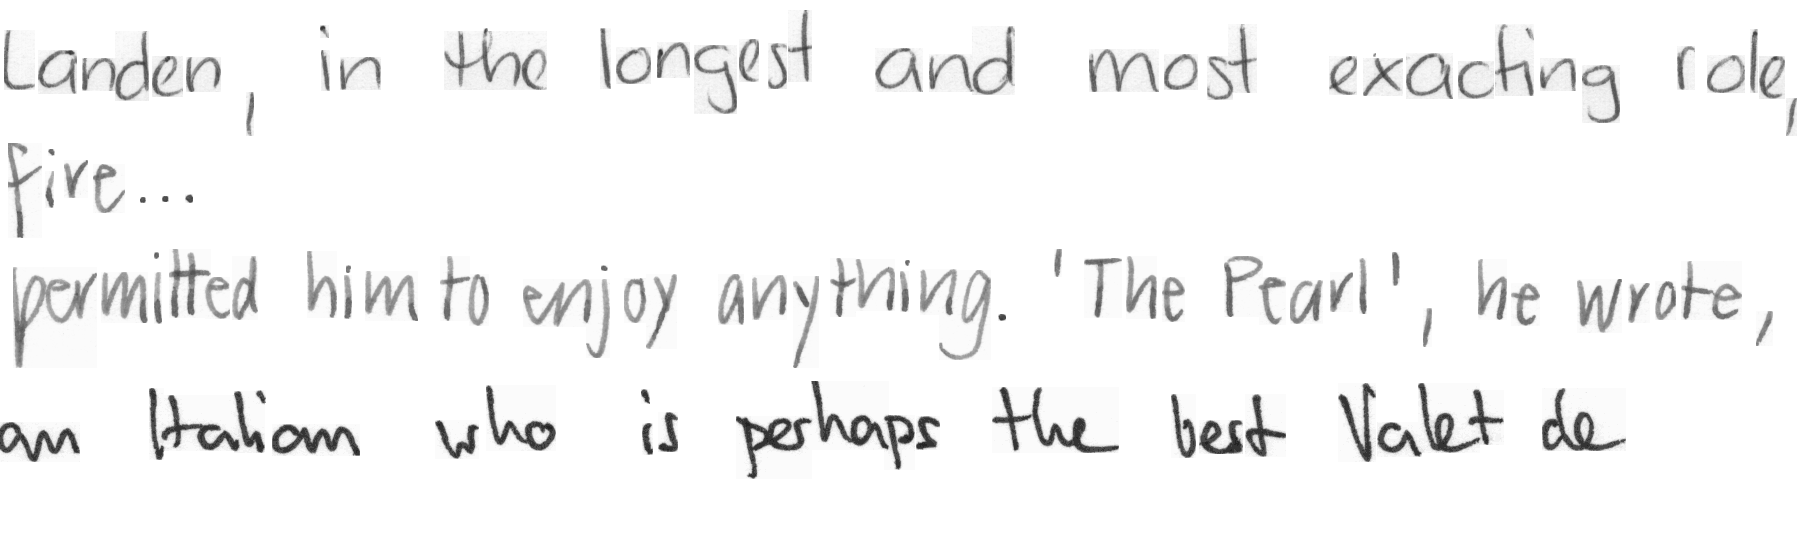 Landen, in the longest and most exacting role,
fire...
permitted him to enjoy anything. 'The Pearl', he wrote,
an Italian who is perhaps the best Valet de